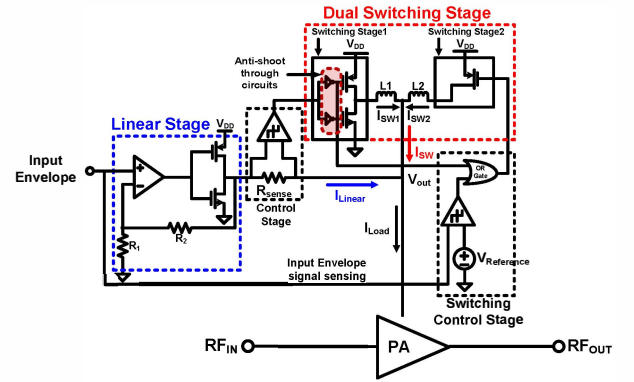 Dual Switching Stage
Switching Stage1
Switching Stage2
VDD
VDD
Anti-shoot
through
circuits
L1
L2
ISW1
ISW2
Linear Stage
VDD
ISW
OR
Gate
Input
Envelope
Rsense
Control
Stage
Vout
ILinear
R2
R1
ILoad
VReference
Input Envelope
signal sensing
Switching
Control Stage
RFIN
PA
RFOUT